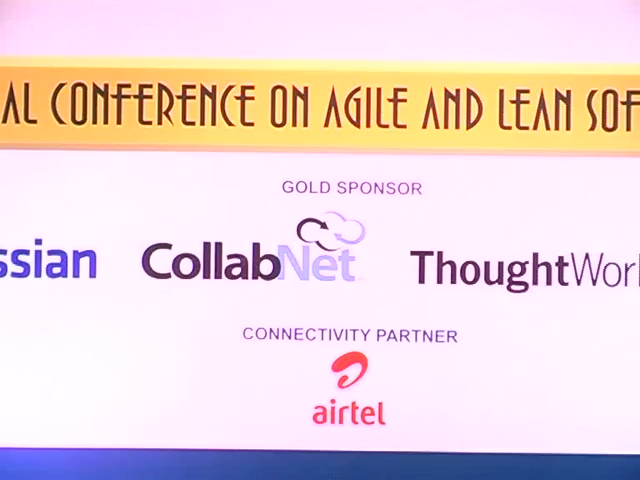 AL CONFERENCE ON AGILE AND LEAN SOF
GOLD SPONSOR
ssian CollabNet ThoughtWor
CONNECTIVITY PARTNER
airtel